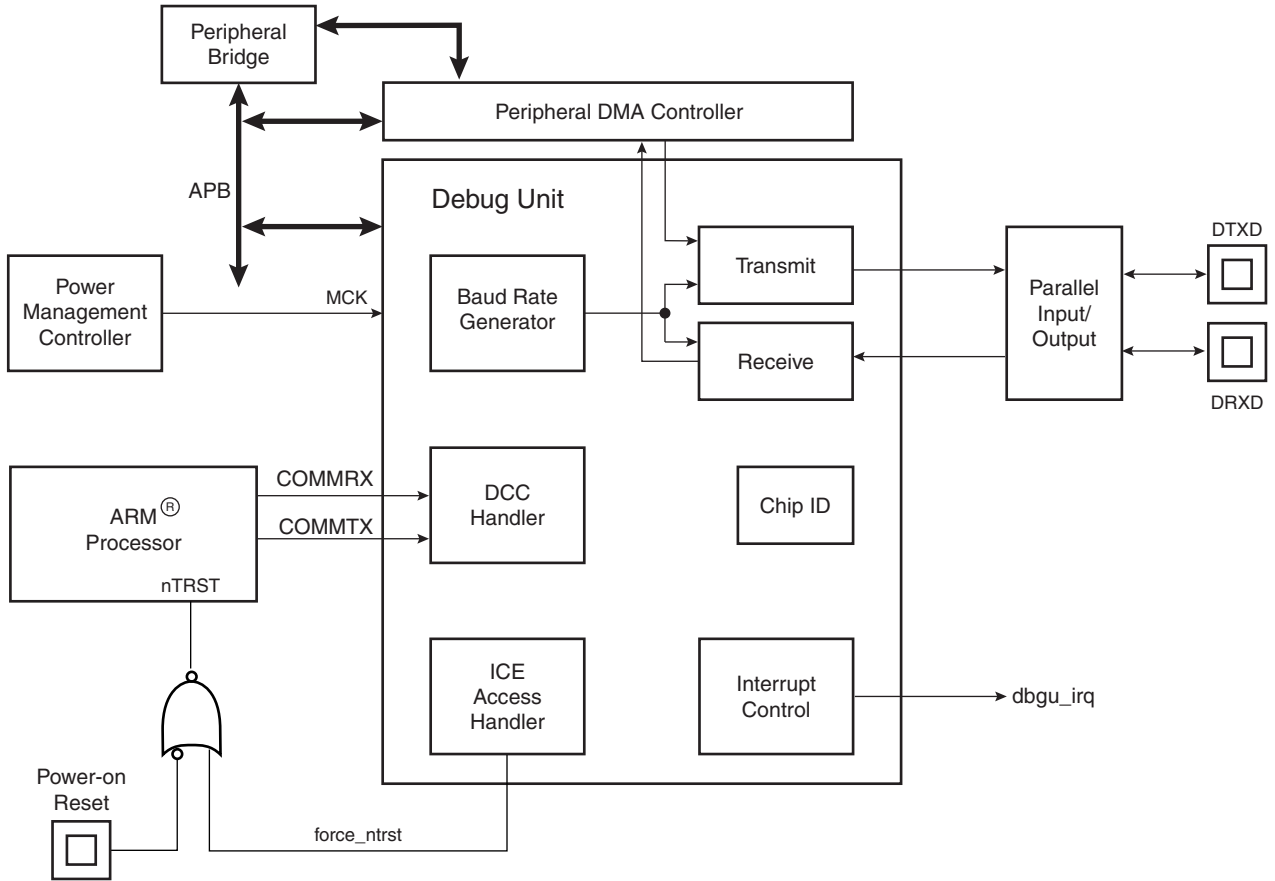 Peripheral
Bridge
Peripheral DMA Controller
APB
Debug Unit
Power
Management
Controller
MCK
Baud Rate
Generator
Transmit
Receive
Parallel
Input/
Output
DTXD
DRXD
ARM®
Processor
nTRST
COMMRX
COMMTX
DCC
Handler
Chip ID
ICE
Access
Handler
Interrupt
Control
dbgu_irq
Power-on
Reset
force_ntrst